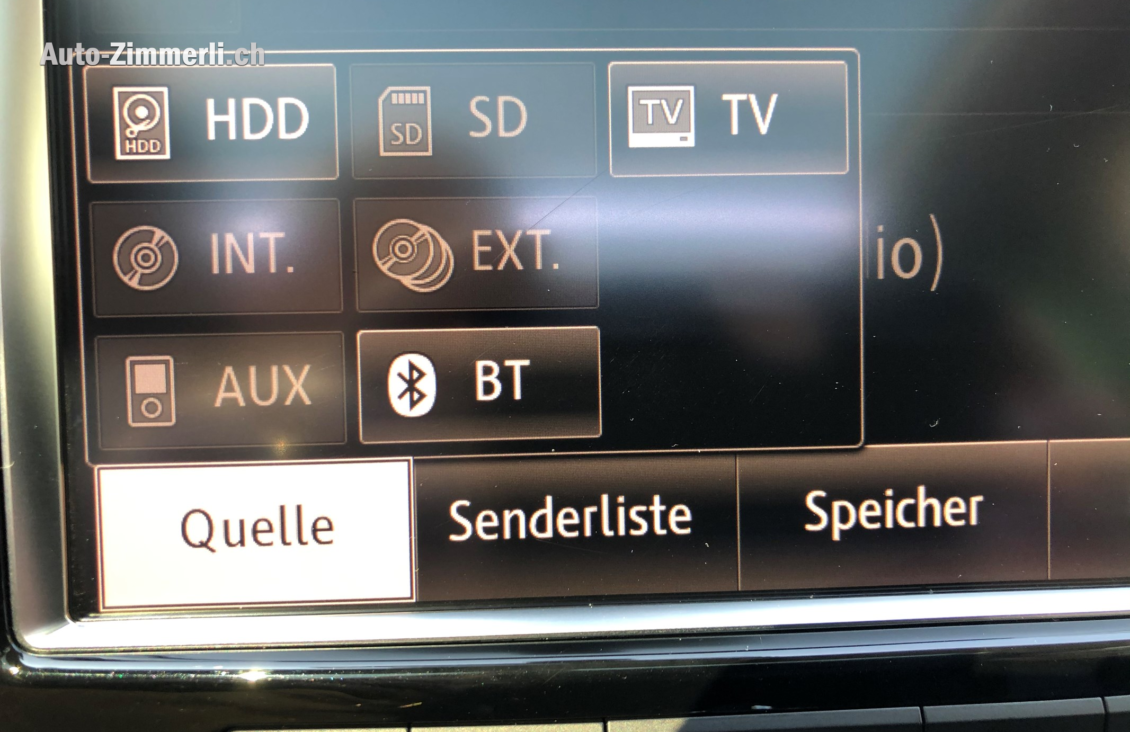 Auto-Zimmerli.ch
HDD HDD
SD SD
TV TV
INT.
EXT.
io)
AUX
BT
Quelle
Senderliste
Speicher